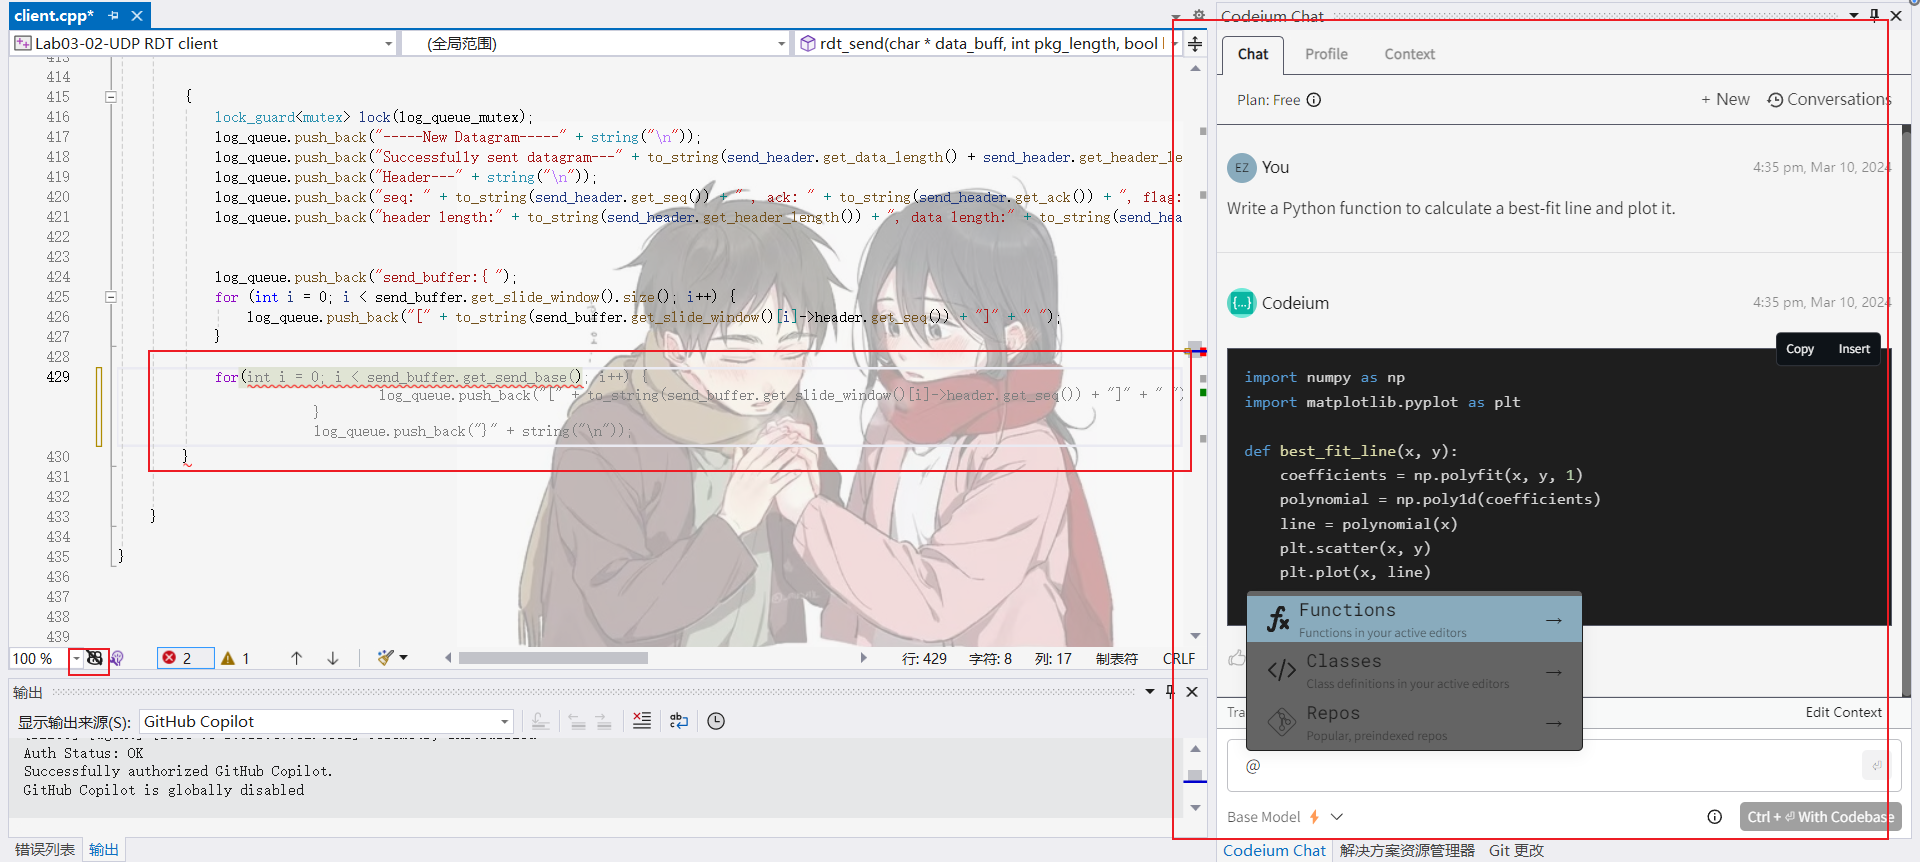 client.cpp*
Lab03-02-UDP RDT client
(全局范围)
rdt_send(char * data_buff, int pkg_length, bool l
413
414
415 {
416 lock_guard<mutex> lock(log_queue_mutex);
417 log_queue.push_back("-----New Datagram-----" + string("\n"));
418 log_queue.push_back("Successfully sent datagram---" + to_string(send_header.get_data_length() + send_header.get_header_le
419 log_queue.push_back("Header---" + string("\n"));
420 log_queue.push_back("seq: " + to_string(send_header.get_seq()) + " , ack: " + to_string(send_header.get_ack()) + ", flag:
421 log_queue.push_back("header length:" + to_string(send_header.get_header_length()) + ", data length:" + to_string(send_hea
422
423
424 log_queue.push_back("send_buffer:{ ");
425 for (int i = 0; i < send_buffer.get_slide_window().size(); i++) {
426 log_queue.push_back("[" + to_string(send_buffer.get_slide_window()[i]->header.get_seq()) + "]" + " ");
427 }
428
429 for(int i = 0; i < send_buffer.get_send_base(); i++) {
log_queue.push_back("[" + to_string(send_buffer.get_slide_window()[i]->header.get_seq()) + "]" + " ")
}
log_queue.push_back("}" + string("\n"));
430 }
431
432
433 }
434
435 }
436
437
438
439
100 %
2
1
行: 429
字符: 8
列: 17
制表符
CRLF
输出
显示输出来源(S):
GitHub Copilot
Auth Status: OK
Successfully authorized GitHub Copilot.
GitHub Copilot is globally disabled
错误列表
输出
Codeium Chat
Chat
Profile
Context
Plan: Free
+ New
Conversations
EZ
You
4:35 pm, Mar 10, 2024
Write a Python function to calculate a best-fit line and plot it.
{...}
Codeium
4:35 pm, Mar 10, 2024
Copy
Insert
import numpy as np
import matplotlib.pyplot as plt
def best_fit_line(x, y):
coefficients = np.polyfit(x, y, 1)
polynomial = np.poly1d(coefficients)
line = polynomial(x)
plt.scatter(x, y)
plt.plot(x, line)
Functions
Functions in your active editors
Classes
Class definitions in your active editors
Repos
Popular, preindexed repos
Tra
Edit Context
@
Base Model
Ctrl + ⏎ With Codebase
Codeium Chat
解决方案资源管理器
Git 更改